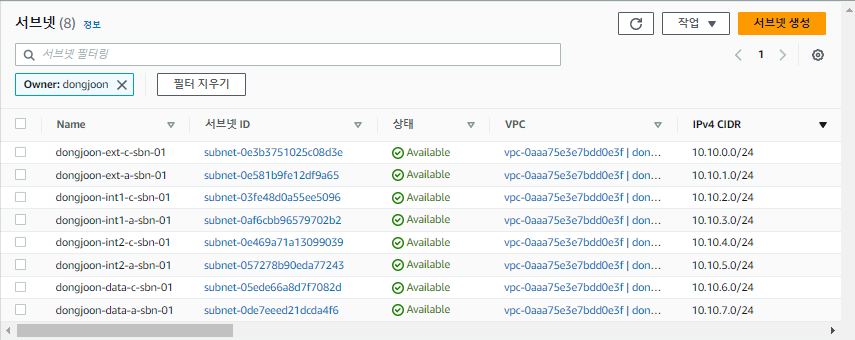 서브넷 (8) 정보
작업
서브넷 생성
서브넷 필터링
1
Owner: dongjoon
필터 지우기
Name 서브넷 ID 상태 VPC IPv4 CIDR
dongjoon-ext-c-sbn-01 subnet-0e3b3751025c08d3e Available vpc-0aaa75e3e7bdd0e3f | don… 10.10.0.0/24
dongjoon-ext-a-sbn-01 subnet-0e581b9fe12df9a65 Available vpc-0aaa75e3e7bdd0e3f | don… 10.10.1.0/24
dongjoon-int1-c-sbn-01 subnet-03fe48d0a55ee5096 Available vpc-0aaa75e3e7bdd0e3f | don… 10.10.2.0/24
dongjoon-int1-a-sbn-01 subnet-0af6cbb96579702b2 Available vpc-0aaa75e3e7bdd0e3f | don… 10.10.3.0/24
dongjoon-int2-c-sbn-01 subnet-0e469a71a13099039 Available vpc-0aaa75e3e7bdd0e3f | don… 10.10.4.0/24
dongjoon-int2-a-sbn-01 subnet-057278b90eda77243 Available vpc-0aaa75e3e7bdd0e3f | don… 10.10.5.0/24
dongjoon-data-c-sbn-01 subnet-05ede66a8d7f7082d Available vpc-0aaa75e3e7bdd0e3f | don… 10.10.6.0/24
dongjoon-data-a-sbn-01 subnet-0de7eeed21dcda4f6 Available vpc-0aaa75e3e7bdd0e3f | don… 10.10.7.0/24